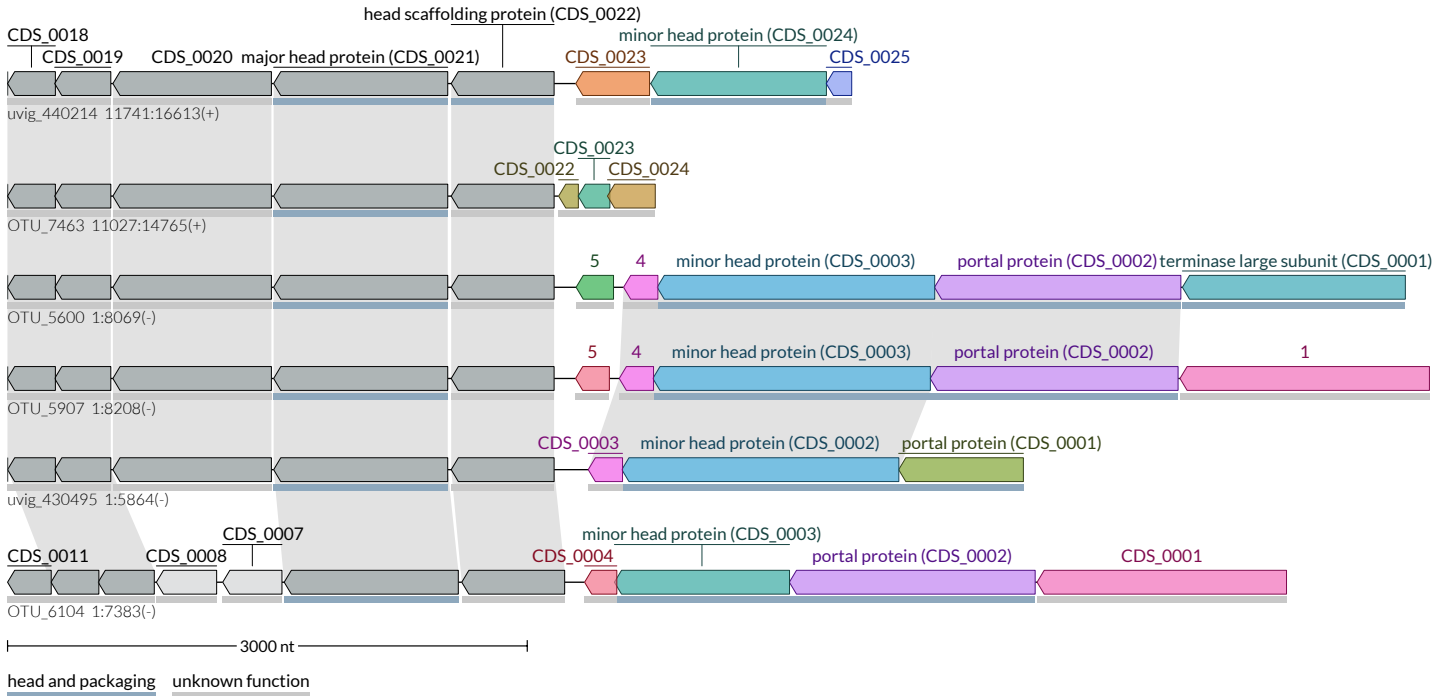 head scaffolding protein (CDS_0022)
CDS_0018 minor head protein (CDS_0024)
CDS_0019 CDS_0020 major head protein (CDS_0021) CDS_0023 CDS_0025
uvig_440214 11741:16613(+)
CDS_0023
CDS_0022 CDS_0024
OTU_7463 11027:14765(+)
5 4 minor head protein (CDS_0003) portal protein (CDS_0002) terminase large subunit (CDS_0001)
OTU_5600 1:8069(-)
5 4 minor head protein (CDS_0003) portal protein (CDS_0002) 1
OTU_5907 1:8208(-)
CDS_0003 minor head protein (CDS_0002) portal protein (CDS_0001)
uvig_430495 1:5864(-)
CDS_0007 minor head protein (CDS_0003)
CDS_0011 CDS_0008 CDS_0004 portal protein (CDS_0002) CDS_0001
OTU_6104 1:7383(-)
3000 nt
head and packaging unknown function